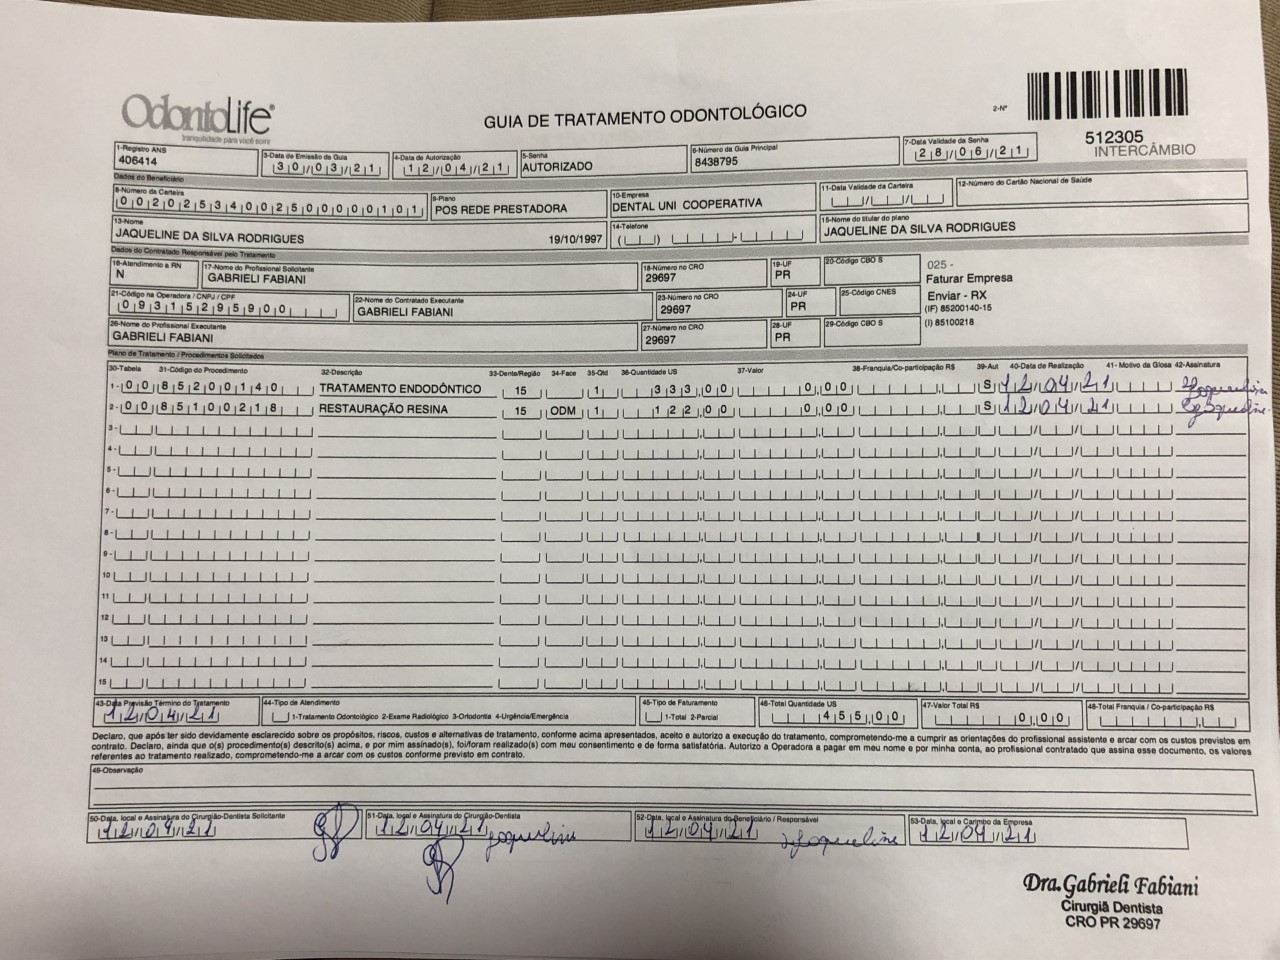 OdontoLife®
tranquilidade para você sorrir
GUIA DE TRATAMENTO ODONTOLÓGICO
2-Nº
512305
INTERCÂMBIO
1-Registro ANS
406414
3-Data de Emissão da Guia
30/03/21
4-Data de Autorização
12/04/21
5-Senha
AUTORIZADO
6-Número da Guia Principal
8438795
7-Data Validade da Senha
28/06/21
Dados do Beneficiário
8-Número da Carteira
00202534002500000101
9-Plano
POS REDE PRESTADORA
10-Empresa
DENTAL UNI COOPERATIVA
11-Data Validade da Carteira
12-Número do Cartão Nacional de Saúde
13-Nome
JAQUELINE DA SILVA RODRIGUES 19/10/1997
14-Telefone
15-Nome do titular do plano
JAQUELINE DA SILVA RODRIGUES
Dados do Contratado Responsável pelo Tratamento
16-Atendimento a RN
N
17-Nome do Profissional Solicitante
GABRIELI FABIANI
18-Número no CRO
29697
19-UF
PR
20-Código CBO S
025 -
Faturar Empresa
Enviar - RX
(IF) 85200140-15
(I) 85100218
21-Código na Operadora / CNPJ / CPF
09315295900
22-Nome do Contratado Executante
GABRIELI FABIANI
23-Número no CRO
29697
24-UF
PR
25-Código CNES
26-Nome do Profissional Executante
GABRIELI FABIANI
27-Número no CRO
29697
28-UF
PR
29-Código CBO S
Plano de Tratamento / Procedimentos Solicitados
30-Tabela 31-Código do Procedimento 32-Descrição 33-Dente/Região 34-Face 35-Qtd 36-Quantidade US 37-Valor 38-Franquia/Co-participação R$ 39-Aut 40-Data de Realização 41- Motivo da Glosa 42-Assinatura
1- 00 85200140 TRATAMENTO ENDODÔNTICO 15 1 333,00 0,00 S 12/04/21 Jaqueline
2- 00 85100218 RESTAURAÇÃO RESINA 15 ODM 1 122,00 0,00 S 12/04/21 Jaqueline
3-
4-
5-
6-
7-
8-
9-
10
11
12
13
14
15
43-Data Previsão Término do Tratamento
12/04/21
44-Tipo de Atendimento
1-Tratamento Odontológico 2-Exame Radiológico 3-Ortodontia 4-Urgência/Emergência
45-Tipo de Faturamento
1-Total 2-Parcial
46-Total Quantidade US
455,00
47-Valor Total R$
0,00
48-Total Franquia / Co-participação R$
Declaro, que após ter sido devidamente esclarecido sobre os propósitos, riscos, custos e alternativas de tratamento, conforme acima apresentados, aceito e autorizo a execução do tratamento, comprometendo-me a cumprir as orientações do profissional assistente e arcar com os custos previstos em
contrato. Declaro, ainda que o(s) procedimento(s) descrito(s) acima, e por mim assinado(s), foi/foram realizado(s) com meu consentimento e de forma satisfatória. Autorizo a Operadora a pagar em meu nome e por minha conta, ao profissional contratado que assina esse documento, os valores
referentes ao tratamento realizado, comprometendo-me a arcar com os custos conforme previsto em contrato.
49-Observação
50-Data, local e Assinatura do Cirurgião-Dentista Solicitante
12/04/21
51-Data, local e Assinatura do Cirurgião-Dentista
12/04/21 Jaqueline
52-Data, local e Assinatura do Beneficiário / Responsável
12/04/21 Jaqueline
53-Data, local e Carimbo da Empresa
12/04/21
Dra. Gabrieli Fabiani
Cirurgiã Dentista
CRO PR 29697